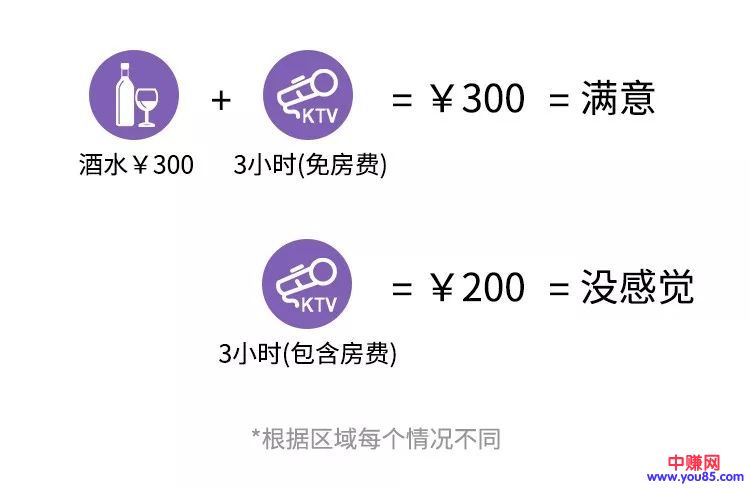 + KTV = ￥300 = 满意
酒水￥300 3小时(免房费)
KTV = ￥200 = 没感觉
3小时(包含房费)
*根据区域每个情况不同
中赚网
www.you85.com